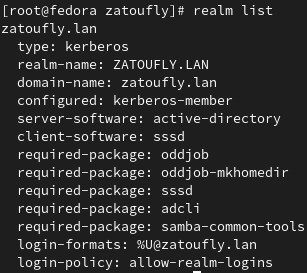 [root@fedora zatoufly]# realm list
zatoufly.lan
  type: kerberos
  realm-name: ZATOUFLY.LAN
  domain-name: zatoufly.lan
  configured: kerberos-member
  server-software: active-directory
  client-software: sssd
  required-package: oddjob
  required-package: oddjob-mkhomedir
  required-package: sssd
  required-package: adcli
  required-package: samba-common-tools
  login-formats: %U@zatoufly.lan
  login-policy: allow-realm-logins